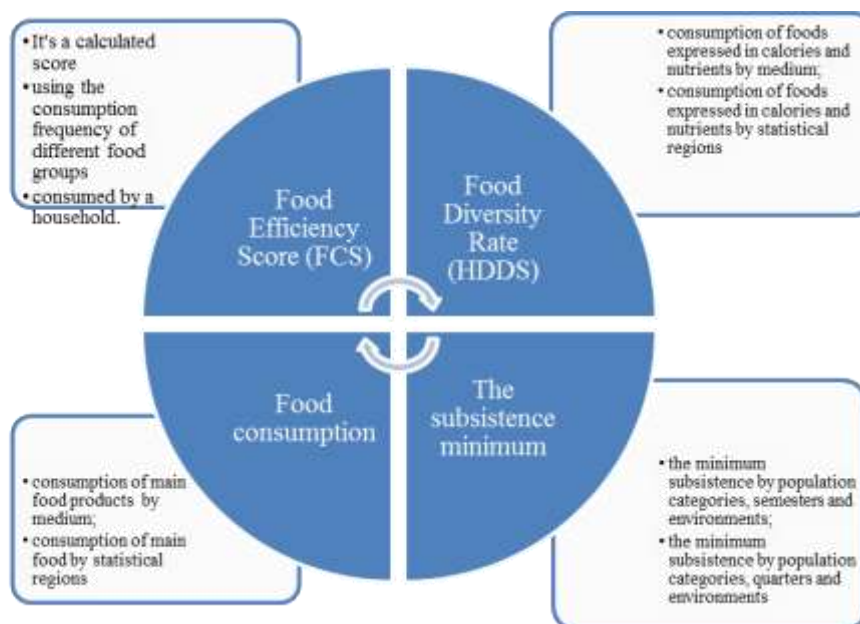 • It's a calculated
score
• using the
consumption
frequency of
different food
groups
• consumed by a
household.
• consumption of foods
expressed in calories and
nutrients by medium;
• consumption of foods
expressed in calories and
nutrients by statistical
regions
Food
Efficiency
Score (FCS)
Food
Diversity
Rate
(HDDS)
Food
consumption
The
subsistence
minimum
• consumption of main
food products by
medium;
• consumption of main
food by statistical
regions
• the minimum
subsistence by population
categories, semesters and
environments;
• the minimum
subsistence by population
categories, quarters and
environments